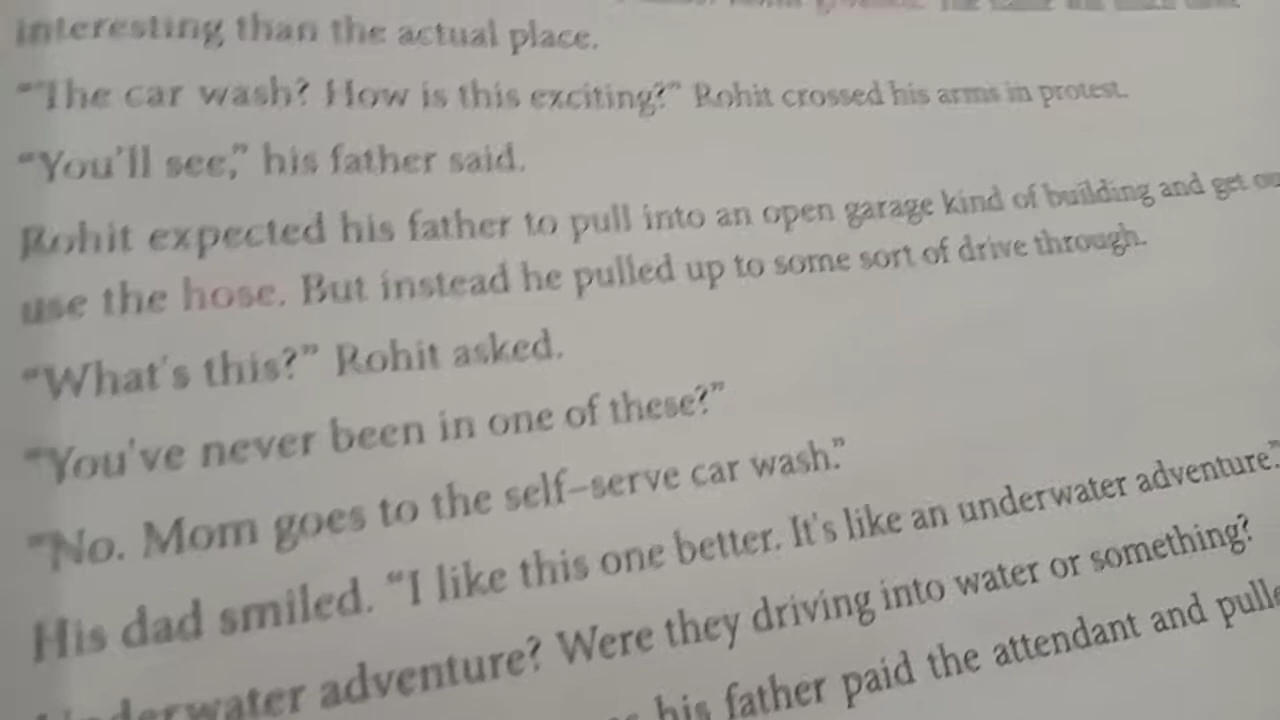 interesting than the actual place.
“The car wash? How is this exciting?” Rohit crossed his arms in protest.
“You'll see,” his father said.
Rohit expected his father to pull into an open garage kind of building and get
use the hose. But instead he pulled up to some sort of drive through.
“What's this?” Rohit asked.
“You've never been in one of these?”
“No. Mom goes to the self-serve car wash.”
His dad smiled. “I like this one better. It's like an underwater adventure.”
Underwater adventure? Were they driving into water or something?
his father paid the attendant and